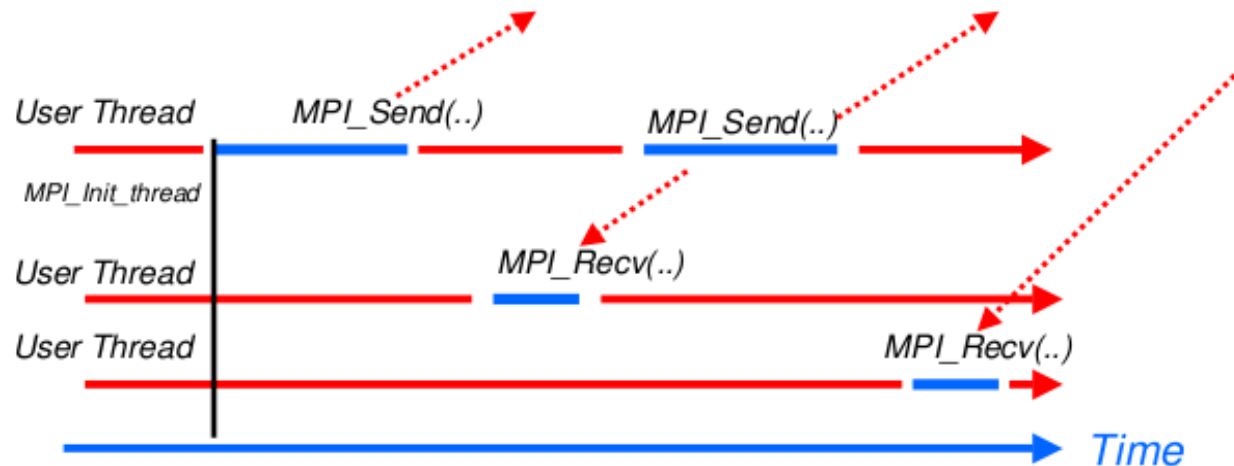 User Thread
MPI_Send(..)
MPI_Send(..)
MPI_Init_thread
User Thread
MPI_Recv(..)
User Thread
MPI_Recv(..)
Time